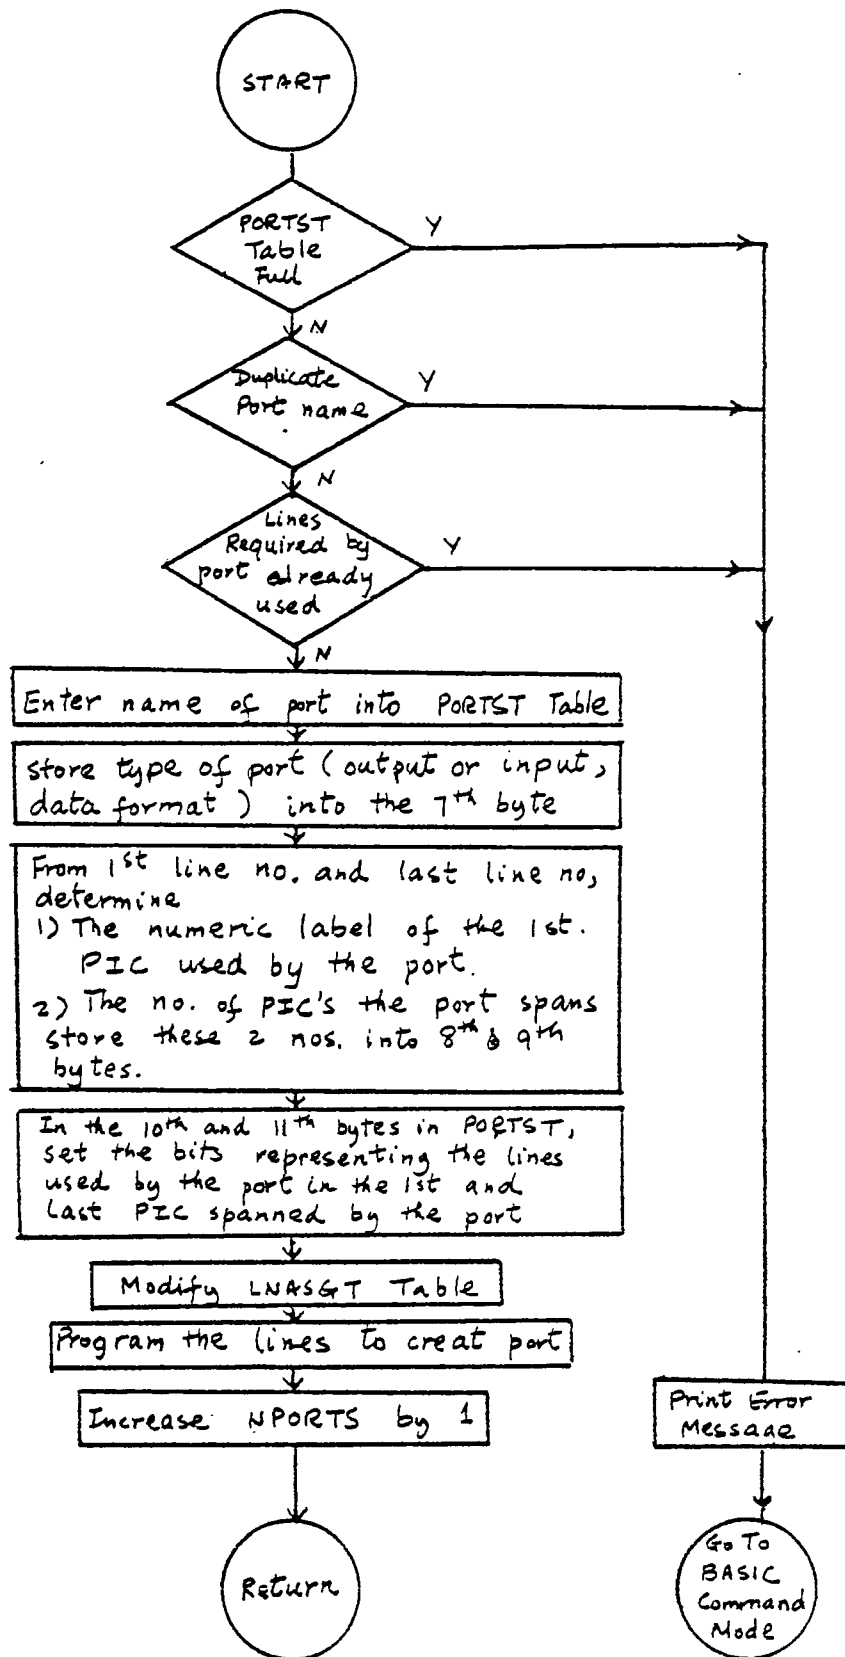 START
PORTST
Table
Full
Y
N
Duplicate
Port name
Y
N
Lines
Required by
port already
used
Y
N
Enter name of port into PORTST Table
store type of port (output or input,
data format) into the 7th byte
From 1st line no. and last line no,
determine
1) The numeric label of the 1st.
PIC used by the port.
2) The no. of PIC's the port spans
store these 2 nos. into 8th & 9th
bytes.
In the 10th and 11th bytes in PORTST,
set the bits representing the lines
used by the port in the 1st and
last PIC spanned by the port
Modify LNASGT Table
Program the lines to creat port
Increase NPORTS by 1
Return
Print Error
Message
Go To
BASIC
Command
Mode